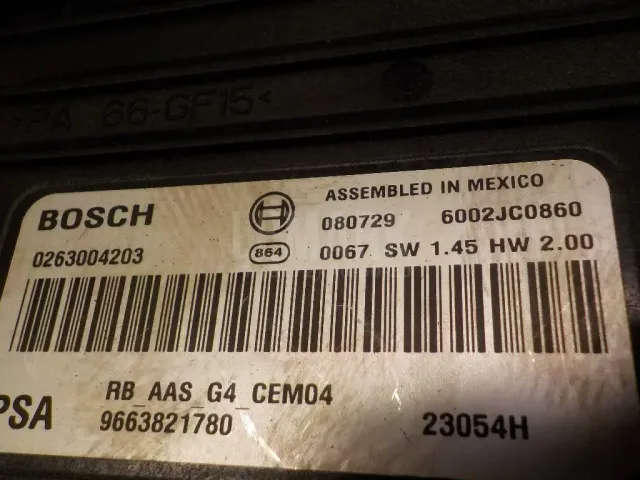 >PA 66-GF15<
BOSCH
ASSEMBLED IN MEXICO
080729 6002JC0860
0263004203
864 0067 SW 1.45 HW 2.00
RB_AAS_G4_CEM04
PSA 9663821780 23054H